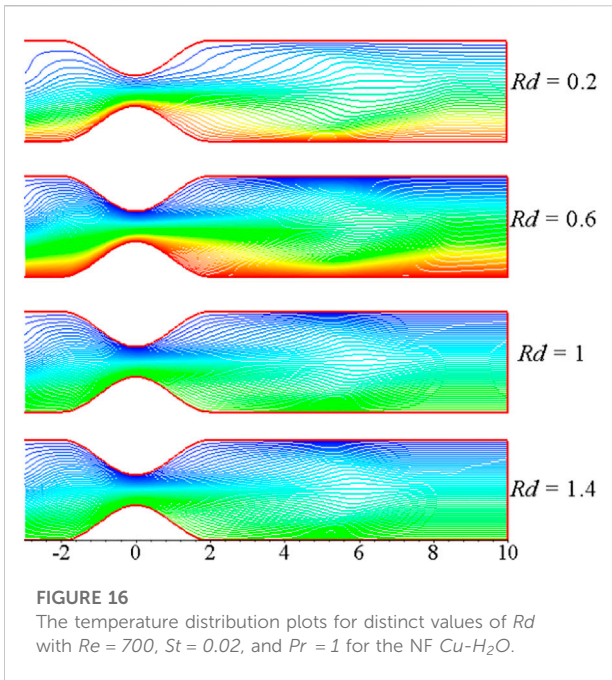 Rd = 0.2
Rd = 0.6
Rd = 1
Rd = 1.4
-2 0 2 4 6 8 10
FIGURE 16
The temperature distribution plots for distinct values of Rd
with Re = 700, St = 0.02, and Pr = 1 for the NF Cu-H₂O.